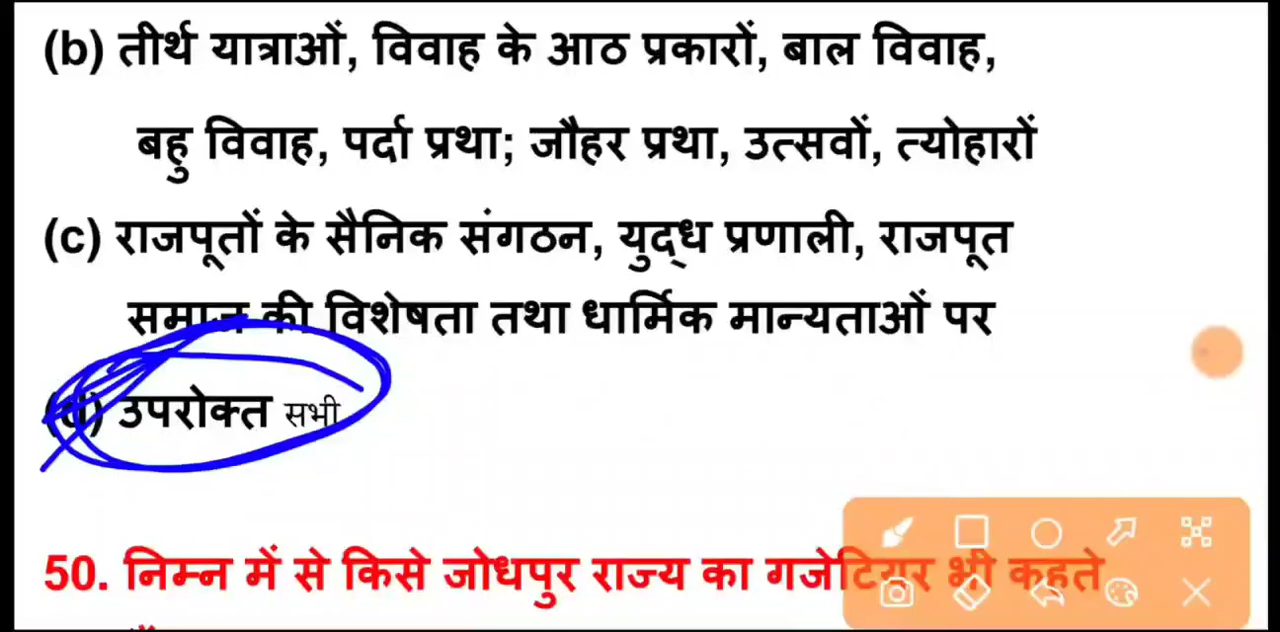 (b) तीर्थ यात्राओं, विवाह के आठ प्रकारों, बाल विवाह,
बहु विवाह, पर्दा प्रथा; जौहर प्रथा, उत्सवों, त्योहारों
(c) राजपूतों के सैनिक संगठन, युद्ध प्रणाली, राजपूत
समाज की विशेषता तथा धार्मिक मान्यताओं पर
(d) उपरोक्त सभी
50. निम्न में से किसे जोधपुर राज्य का गजेटियर भी कहते